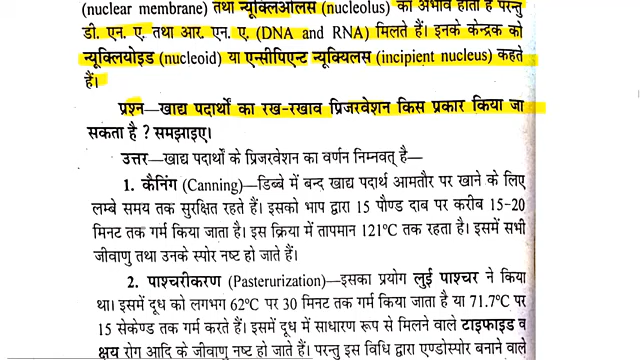 (nuclear membrane) तथा न्यूक्लिओलस (nucleolus) का अभाव होता है परन्तु
डी. एन. ए. तथा आर. एन. ए. (DNA and RNA) मिलते हैं। इनके केन्द्रक को
न्यूक्लियोइड (nucleoid) या एन्सीपिएन्ट न्यूक्यिलस (incipient nucleus) कहते
हैं।
प्रश्न—खाद्य पदार्थों का रख-रखाव प्रिजरवेशन किस प्रकार किया जा
सकता है ? समझाइए।
उत्तर—खाद्य पदार्थों के प्रिजरवेशन का वर्णन निम्नवत् है—
1. कैनिंग (Canning)— डिब्बे में बन्द खाद्य पदार्थ आमतौर पर खाने के लिए
लम्बे समय तक सुरक्षित रहते हैं। इसको भाप द्वारा 15 पौण्ड दाब पर करीब 15-20
मिनट तक गर्म किया जाता है। इस क्रिया में तापमान 121°C तक रहता है। इसमें सभी
जीवाणु तथा उनके स्पोर नष्ट हो जाते हैं।
2. पाश्चरीकरण (Pasterurization)— इसका प्रयोग लुई पाश्चर ने किया
था। इसमें दूध को लगभग 62°C पर 30 मिनट तक गर्म किया जाता है या 71.7°C पर
15 सेकेण्ड तक गर्म करते हैं। इसमें दूध में साधारण रूप से मिलने वाले टाइफाइड व
क्षय रोग आदि के जीवाणु नष्ट हो जाते हैं। परन्तु इस विधि द्वारा एण्डोस्पोर बनाने वाले